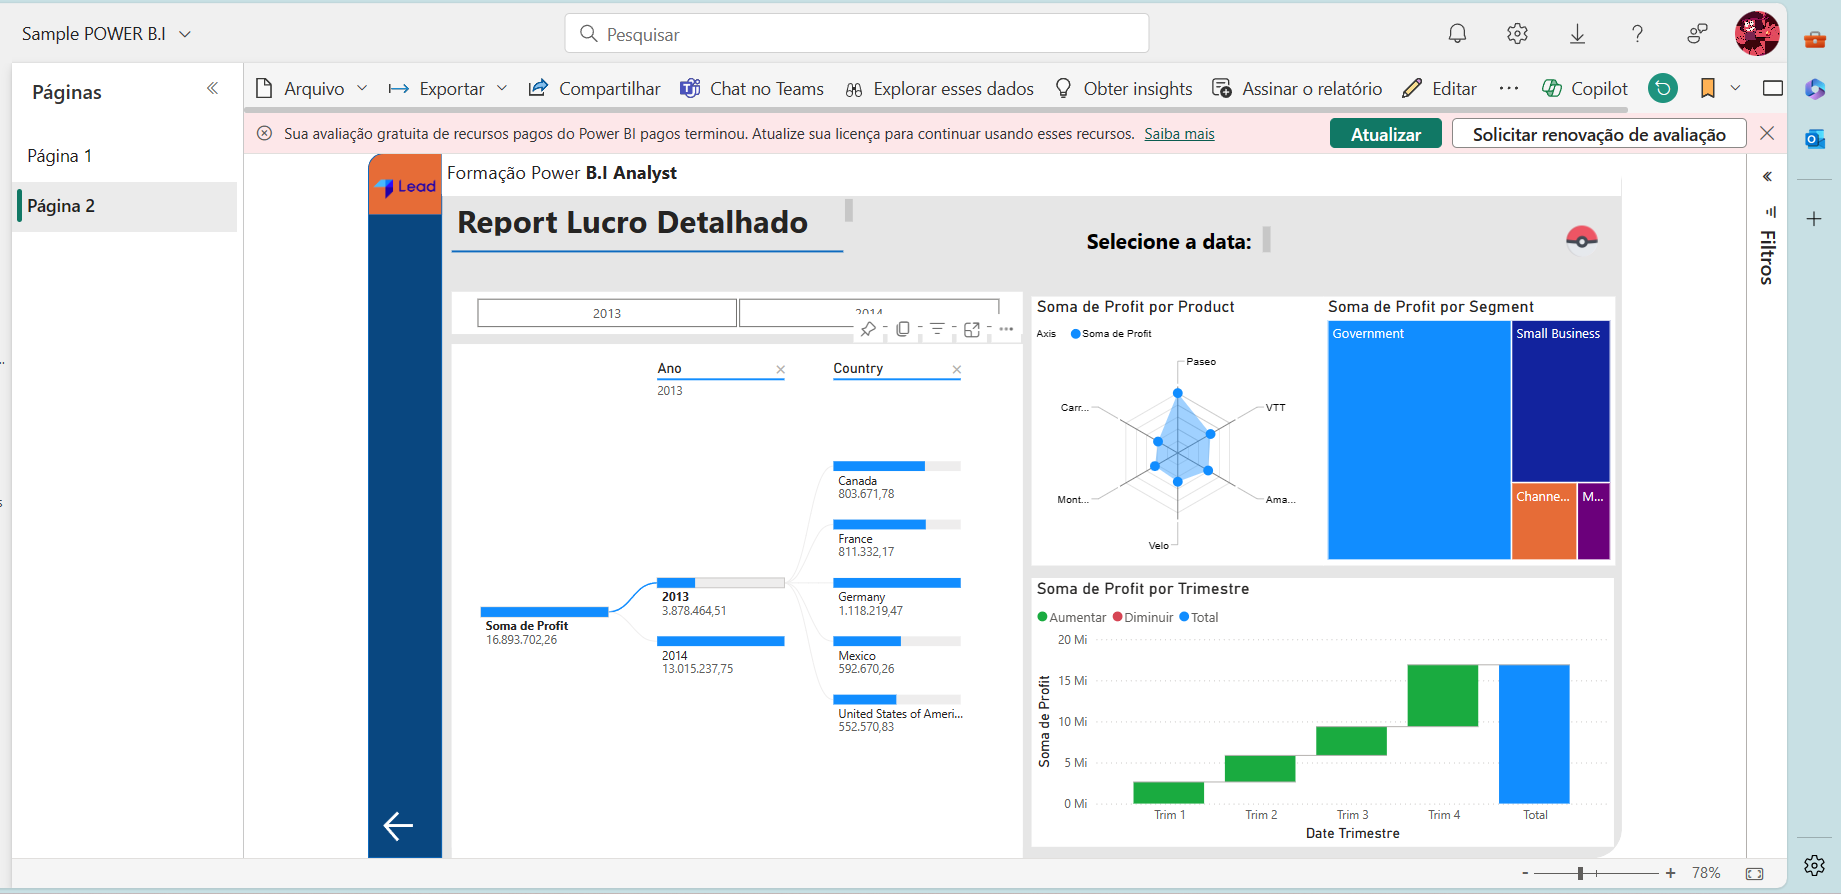 Sample POWER B.I
Pesquisar
Páginas
Página 1
Página 2
Arquivo
Exportar
Compartilhar
Chat no Teams
Explorar esses dados
Obter insights
Assinar o relatório
Editar
Copilot
Sua avaliação gratuita de recursos pagos do Power BI pagos terminou. Atualize sua licença para continuar usando esses recursos. Saiba mais
Atualizar
Solicitar renovação de avaliação
Lead
Formação Power B.I Analyst
Report Lucro Detalhado
Selecione a data:
Filtros
2013
2014
Ano
2013
Country
Canada
803.671,78
France
811.332,17
Germany
1.118.219,47
Mexico
592.670,26
United States of Ameri...
552.570,83
2013
3.878.464,51
2014
13.015.237,75
Soma de Profit
16.893.702,26
Soma de Profit por Product
Axis
Soma de Profit
Paseo
VTT
Ama...
Velo
Mont...
Carr...
Soma de Profit por Segment
Government
Small Business
Channe...
M...
Soma de Profit por Trimestre
Aumentar
Diminuir
Total
Soma de Profit
20 Mi
15 Mi
10 Mi
5 Mi
0 Mi
Trim 1
Trim 2
Trim 3
Trim 4
Total
Date Trimestre
78%